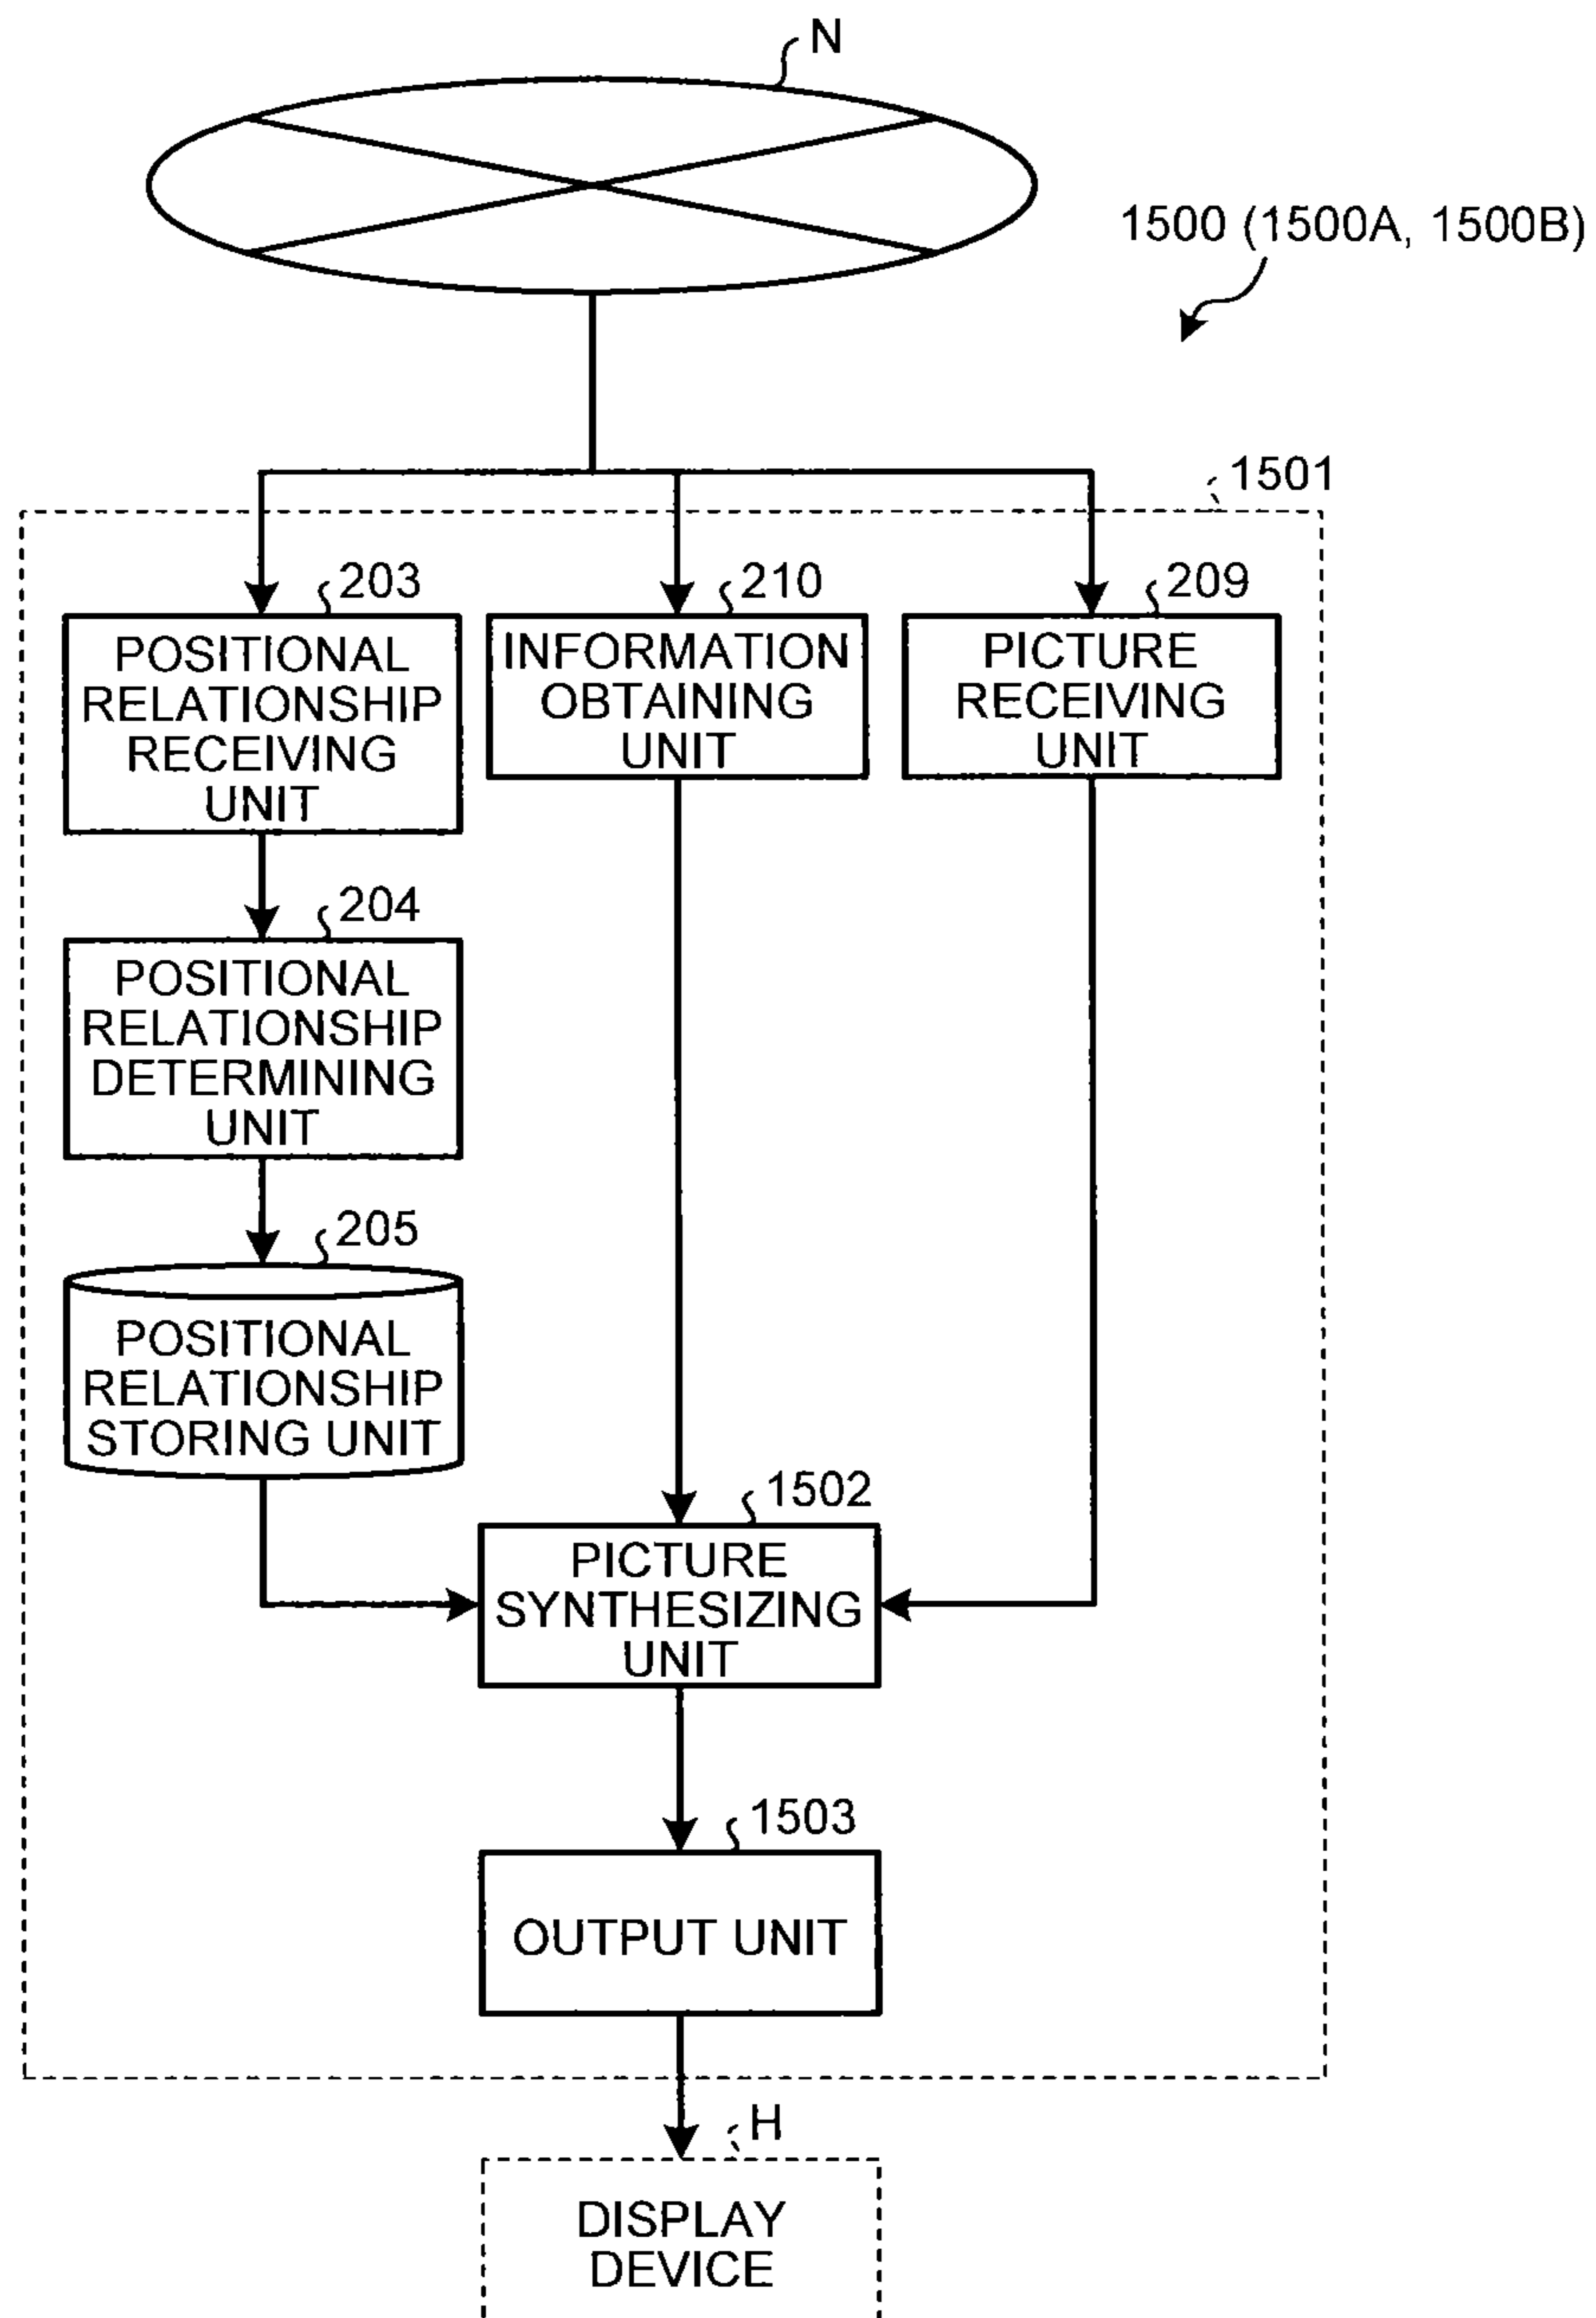 N
1500 (1500A, 1500B)
1501
203
210
209
POSITIONAL
RELATIONSHIP
RECEIVING
UNIT
INFORMATION
OBTAINING
UNIT
PICTURE
RECEIVING
UNIT
204
POSITIONAL
RELATIONSHIP
DETERMINING
UNIT
205
POSITIONAL
RELATIONSHIP
STORING UNIT
1502
PICTURE
SYNTHESIZING
UNIT
1503
OUTPUT UNIT
H
DISPLAY
DEVICE